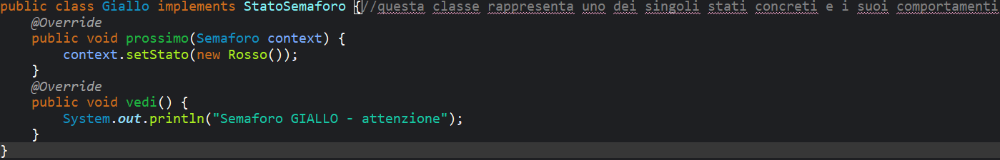 public class Giallo implements StatoSemaforo {//questa classe rappresenta uno dei singoli stati concreti e i suoi comportamenti
    @Override
    public void prossimo(Semaforo context) {
        context.setStato(new Rosso());
    }
    @Override
    public void vedi() {
        System.out.println("Semaforo GIALLO - attenzione");
    }
}